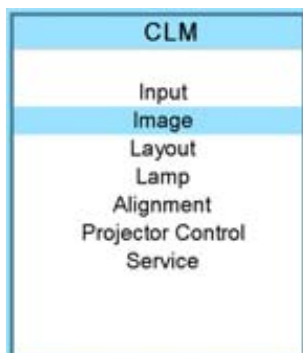 CLM
Input
Image
Layout
Lamp
Alignment
Projector Control
Service